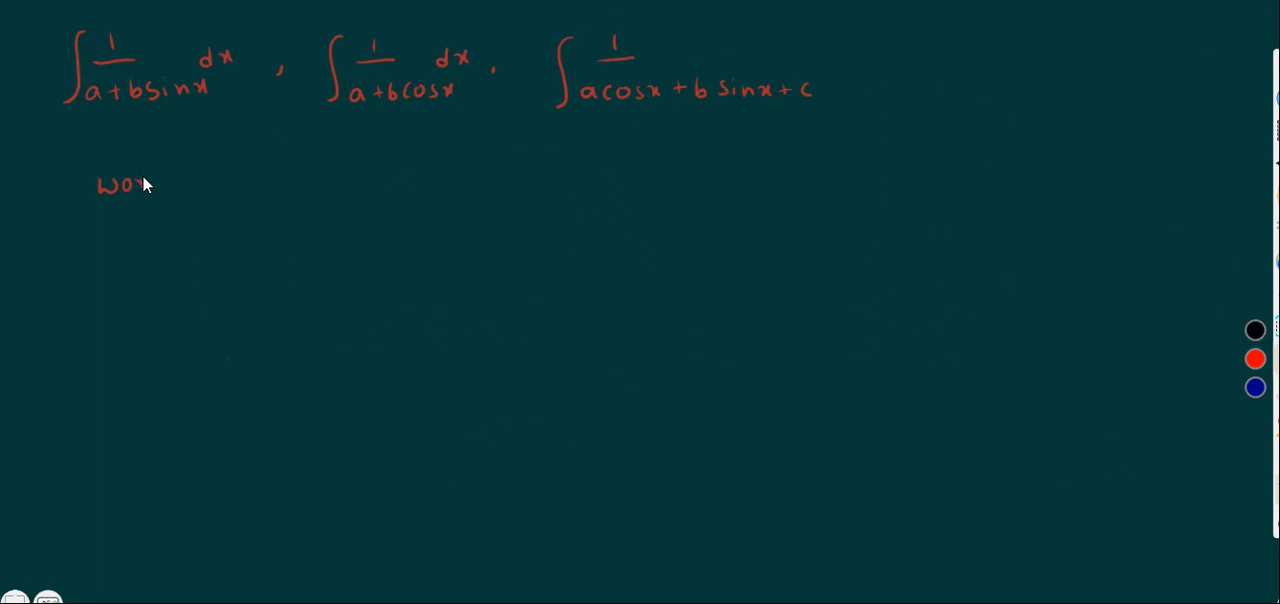 ∫ 1/(a+bsinx) dx , ∫ 1/(a+bcosx) dx . ∫ 1/(acosx+b sinx+c)